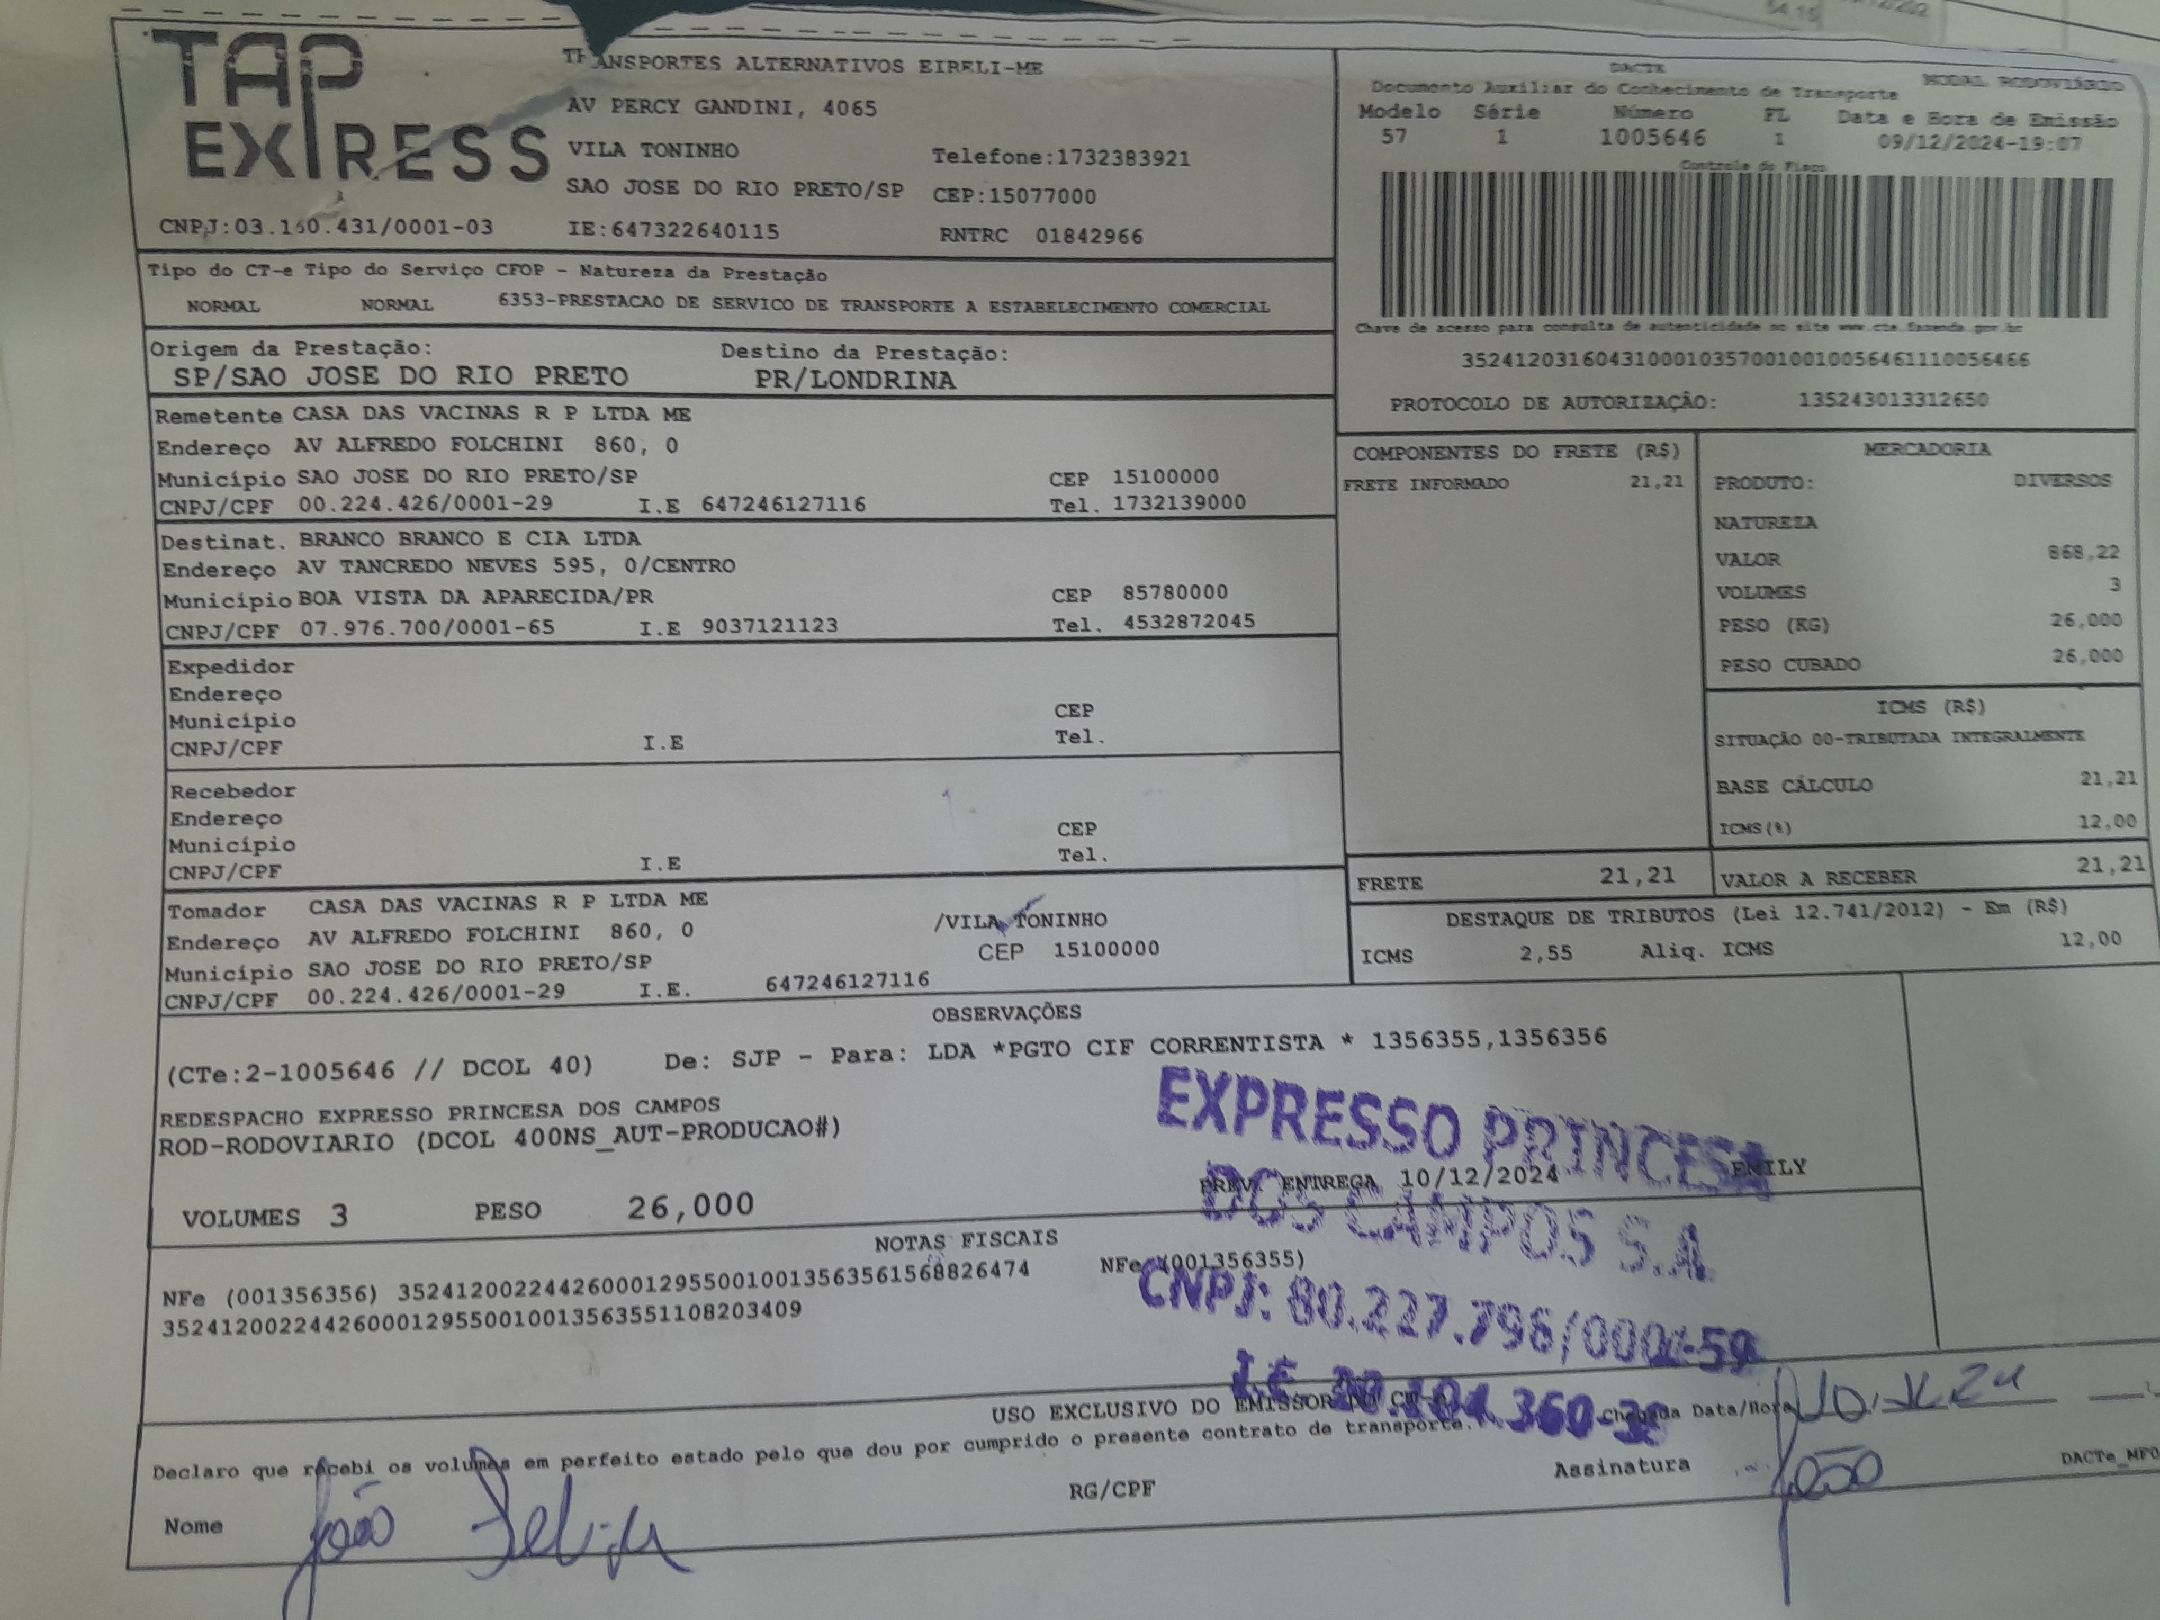 TAP
EXPRESS
TRANSPORTES ALTERNATIVOS EIRELI-ME
AV PERCY GANDINI, 4065
VILA TONINHO Telefone:1732383921
SAO JOSE DO RIO PRETO/SP CEP:15077000
CNPJ:03.160.431/0001-03 IE:647322640115 RNTRC 01842966
DACTE MODAL RODOVIÁRIO
Documento Auxiliar do Conhecimento de Transporte
Modelo Série Número FL Data e Hora de Emissão
57 1 1005646 1 09/12/2024-19:07
Controle do Fisco
Chave de acesso para consulta de autenticidade no site www.cte.fazenda.gov.br
35241203160431000103570010010056461110056466
PROTOCOLO DE AUTORIZAÇÃO: 135243013312650
Tipo do CT-e Tipo do Serviço CFOP - Natureza da Prestação
NORMAL NORMAL 6353-PRESTACAO DE SERVICO DE TRANSPORTE A ESTABELECIMENTO COMERCIAL
Origem da Prestação: Destino da Prestação:
SP/SAO JOSE DO RIO PRETO PR/LONDRINA
Remetente CASA DAS VACINAS R P LTDA ME
Endereço AV ALFREDO FOLCHINI 860, 0
Município SAO JOSE DO RIO PRETO/SP CEP 15100000
CNPJ/CPF 00.224.426/0001-29 I.E 647246127116 Tel. 1732139000
Destinat. BRANCO BRANCO E CIA LTDA
Endereço AV TANCREDO NEVES 595, 0/CENTRO
Município BOA VISTA DA APARECIDA/PR CEP 85780000
CNPJ/CPF 07.976.700/0001-65 I.E 9037121123 Tel. 4532872045
Expedidor
Endereço
Município CEP
CNPJ/CPF I.E Tel.
Recebedor
Endereço
Município CEP
CNPJ/CPF I.E Tel.
Tomador CASA DAS VACINAS R P LTDA ME
Endereço AV ALFREDO FOLCHINI 860, 0 /VILA TONINHO
Município SAO JOSE DO RIO PRETO/SP CEP 15100000
CNPJ/CPF 00.224.426/0001-29 I.E. 647246127116
COMPONENTES DO FRETE (R$)
FRETE INFORMADO 21,21
MERCADORIA
PRODUTO: DIVERSOS
NATUREZA
VALOR 868,22
VOLUMES 3
PESO (KG) 26,000
PESO CUBADO 26,000
ICMS (R$)
SITUAÇÃO 00-TRIBUTADA INTEGRALMENTE
BASE CÁLCULO 21,21
ICMS(%) 12,00
FRETE 21,21 VALOR A RECEBER 21,21
DESTAQUE DE TRIBUTOS (Lei 12.741/2012) - Em (R$)
ICMS 2,55 Aliq. ICMS 12,00
OBSERVAÇÕES
(CTe:2-1005646 // DCOL 40) De: SJP - Para: LDA *PGTO CIF CORRENTISTA * 1356355,1356356
REDESPACHO EXPRESSO PRINCESA DOS CAMPOS
ROD-RODOVIARIO (DCOL 400NS_AUT-PRODUCAO#)
PREV. ENTREGA 10/12/2024 EMILY
VOLUMES 3 PESO 26,000
EXPRESSO PRINCESA
DOS CAMPOS S.A
CNPJ: 80.227.796/0001-59
NOTAS FISCAIS
NFe (001356356) 35241200224426000129550010013563561568826474 NFe (001356355)
35241200224426000129550010013563551108203409
USO EXCLUSIVO DO EMISSOR DO CT-e
Chegada Data/Hora 10.12.24
Declaro que recebi os volumes em perfeito estado pelo que dou por cumprido o presente contrato de transporte.
Nome João RG/CPF Assinatura João